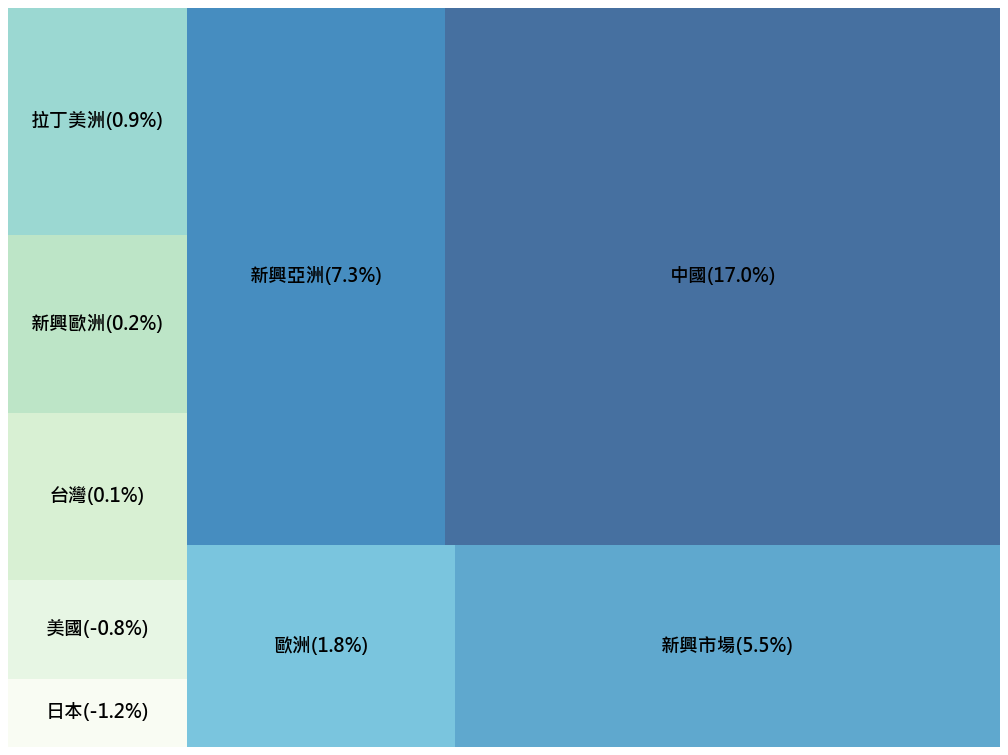 拉丁美洲(0.9%)
新興歐洲(0.2%)
台灣(0.1%)
美國(-0.8%)
日本(-1.2%)
新興亞洲(7.3%)
中國(17.0%)
歐洲(1.8%)
新興市場(5.5%)